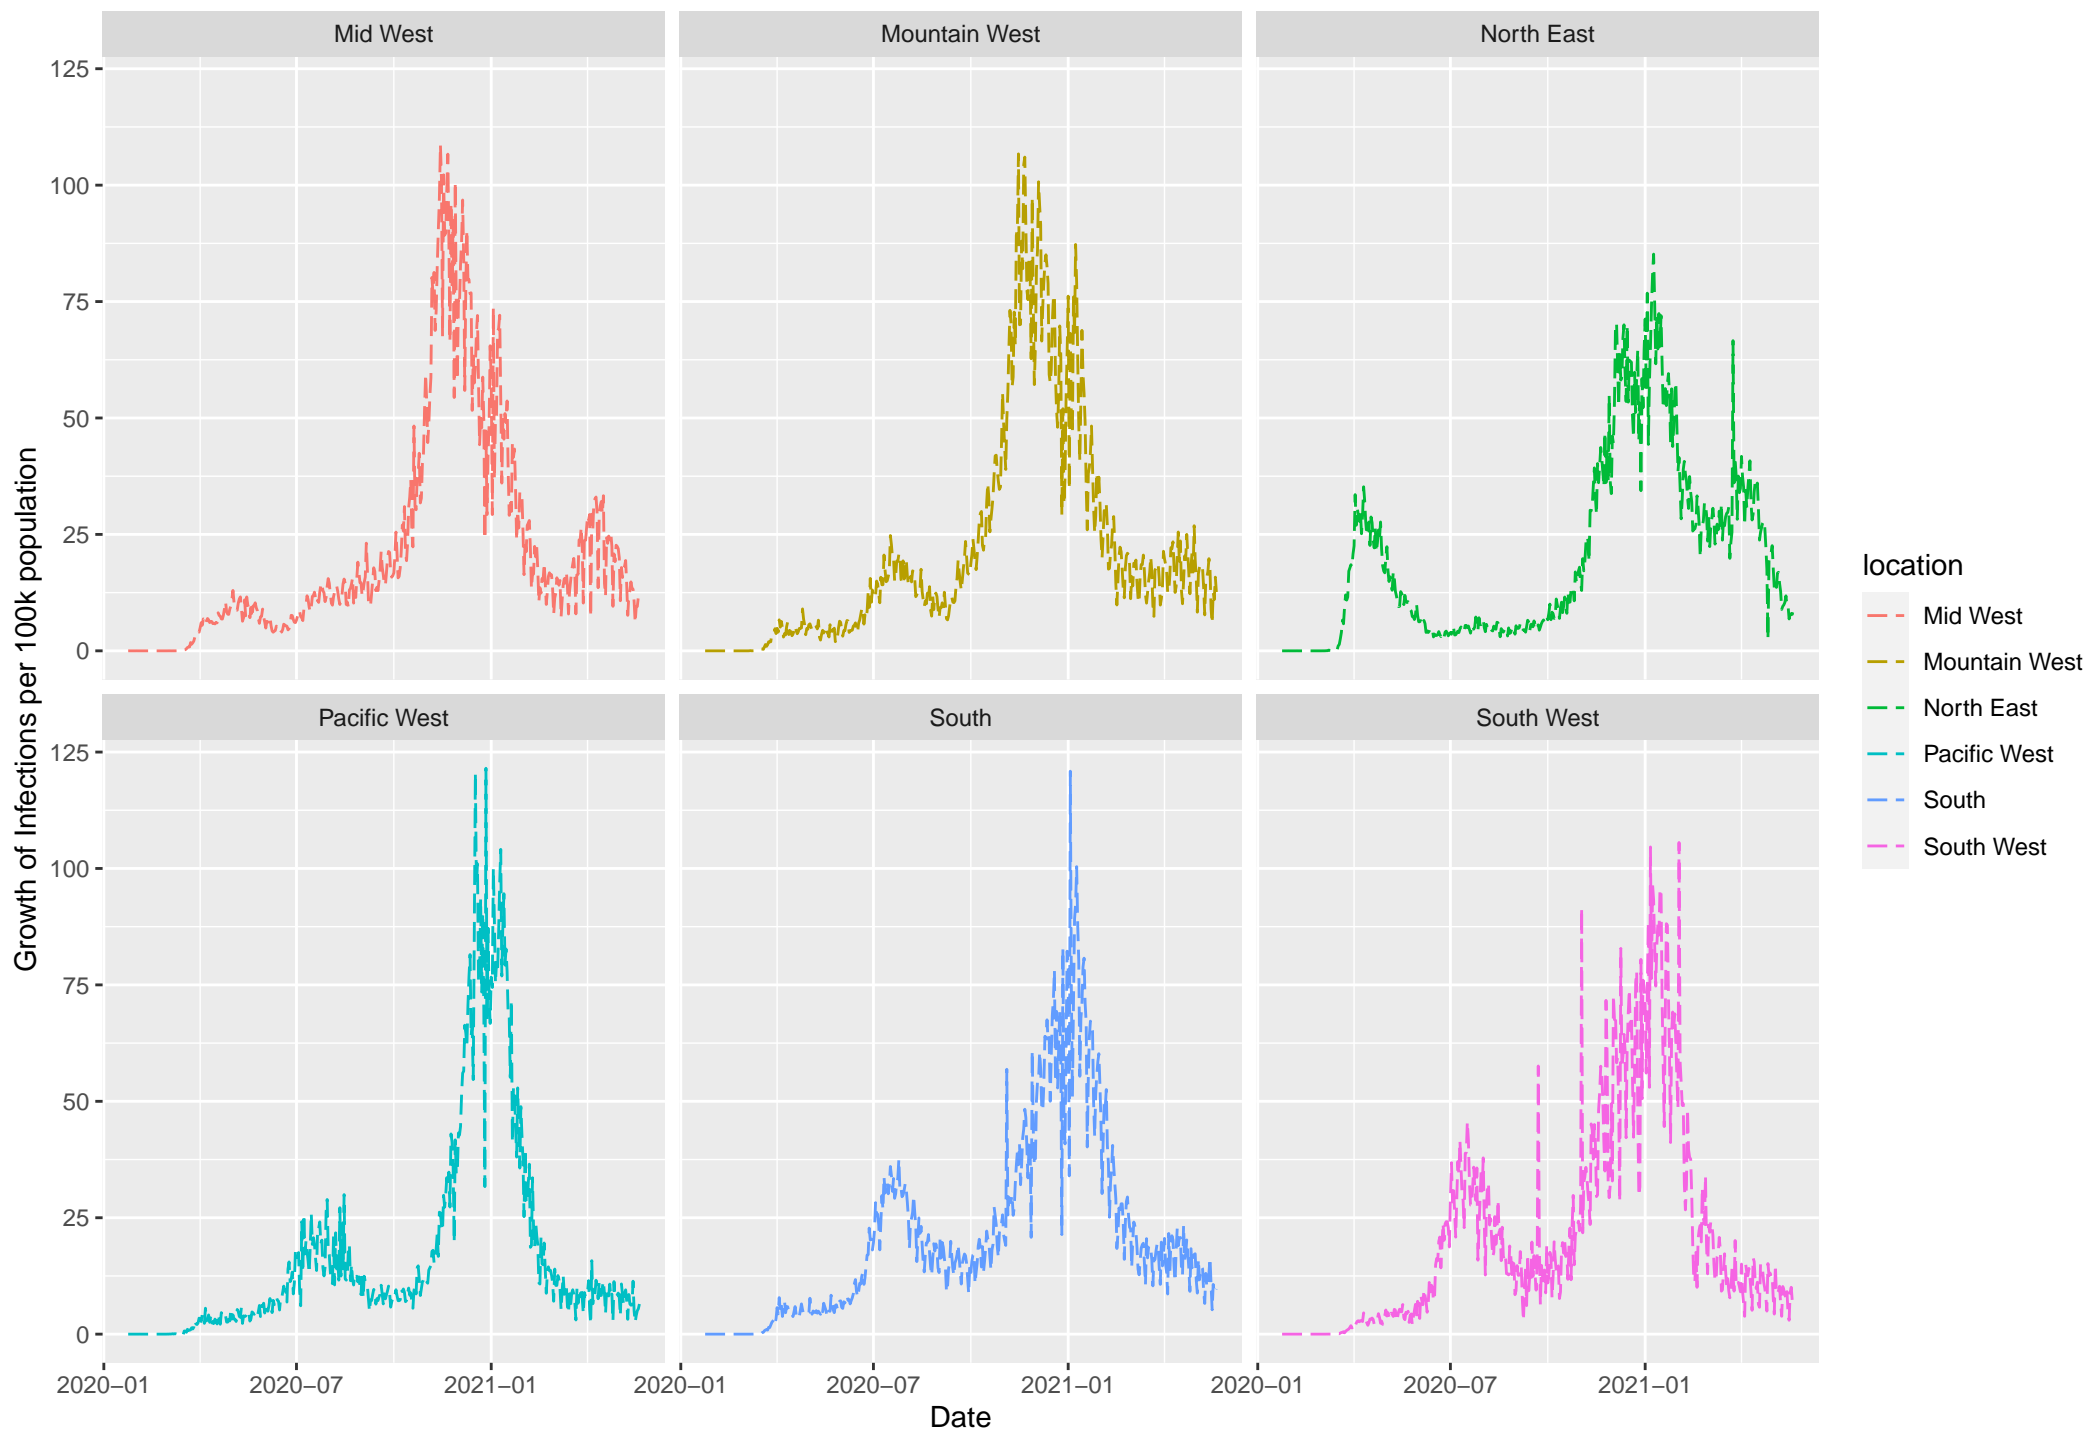 Mid West
Mountain West
North East
125
100
75
50
25
0
Pacific West
South
South West
125
100
75
50
25
0
2020−01
2020−07
2021−01
2020−01
2020−07
2021−01
2020−01
2020−07
2021−01
Date
Growth of Infections per 100k population
location
Mid West
Mountain West
North East
Pacific West
South
South West